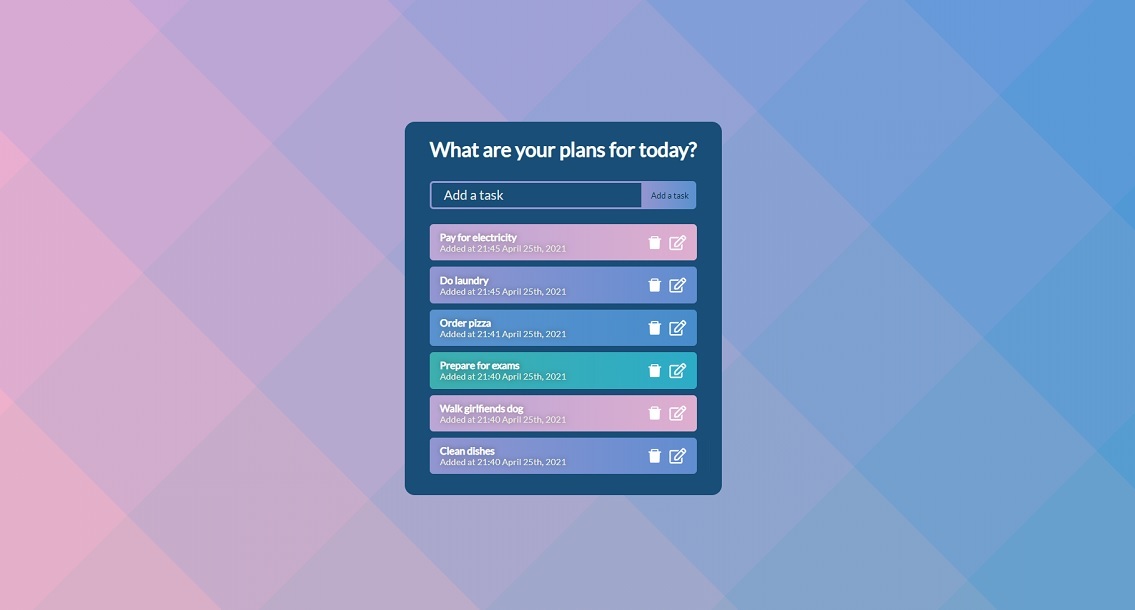 What are your plans for today?
Add a task
Add a task
Pay for electricity
Added at 21:45 April 25th, 2021
Do laundry
Added at 21:45 April 25th, 2021
Order pizza
Added at 21:41 April 25th, 2021
Prepare for exams
Added at 21:40 April 25th, 2021
Walk girlfiends dog
Added at 21:40 April 25th, 2021
Clean dishes
Added at 21:40 April 25th, 2021